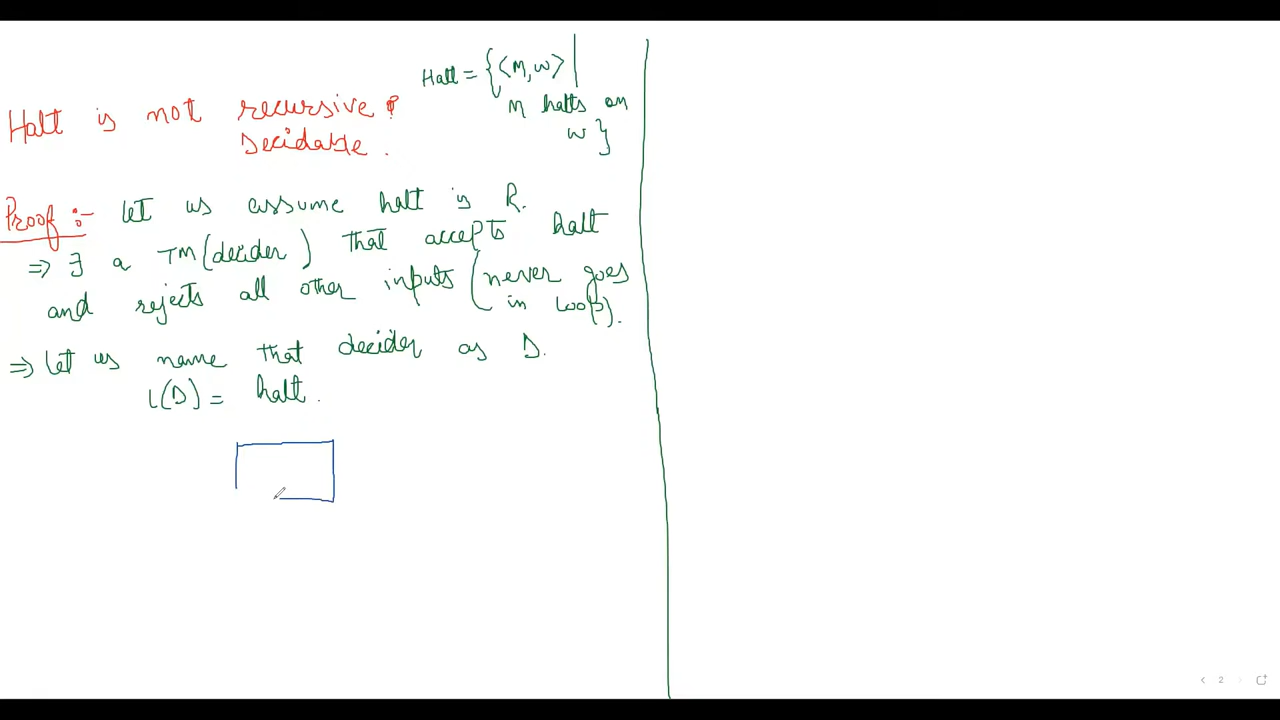 Halt = {<M, w> |
M halts on
w}
Halt is not recursive
Decidable.
Proof :- Let us assume halt is R.
⇒ ∃ a TM (decider) that accepts halt
and rejects all other inputs (never goes
in loop).
⇒ Let us name that decider as D.
L(D) = halt.
2